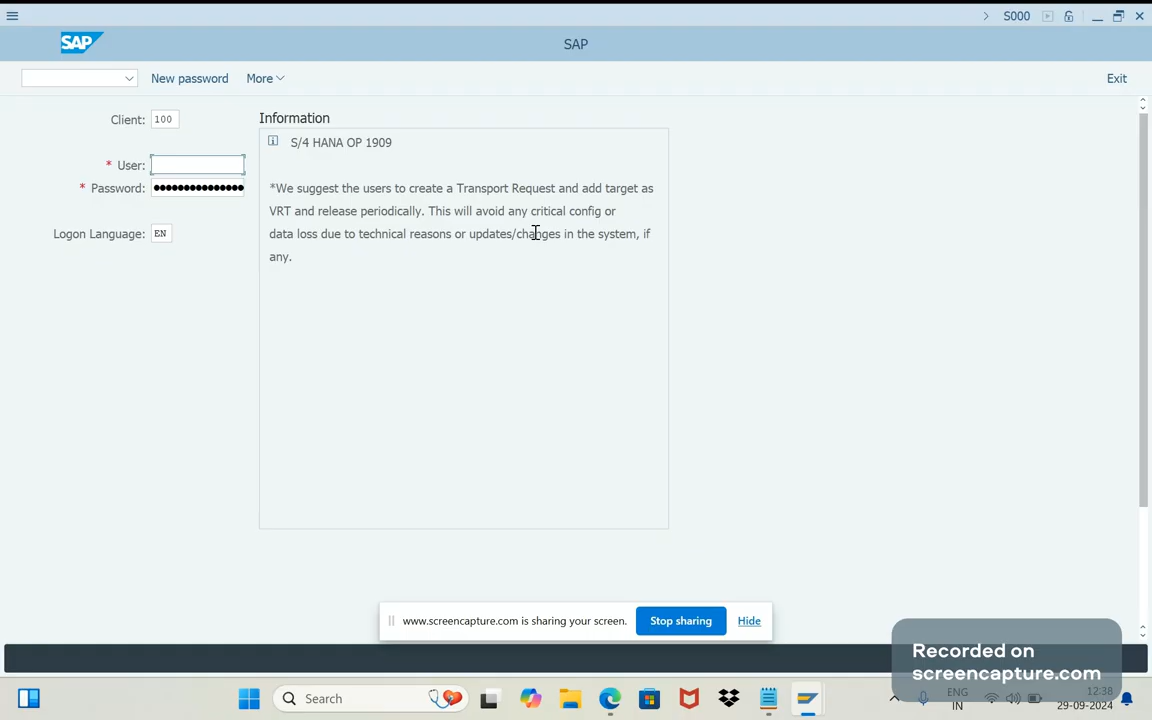 S000
SAP
SAP
New password
More
Exit
Client: 100
Information
S/4 HANA OP 1909
* User:
* Password:
*We suggest the users to create a Transport Request and add target as
VRT and release periodically. This will avoid any critical config or
data loss due to technical reasons or updates/changes in the system, if
any.
Logon Language: EN
www.screencapture.com is sharing your screen.
Stop sharing
Hide
Recorded on
screencapture.com
Search
ENG
IN
12:38
29-09-2024